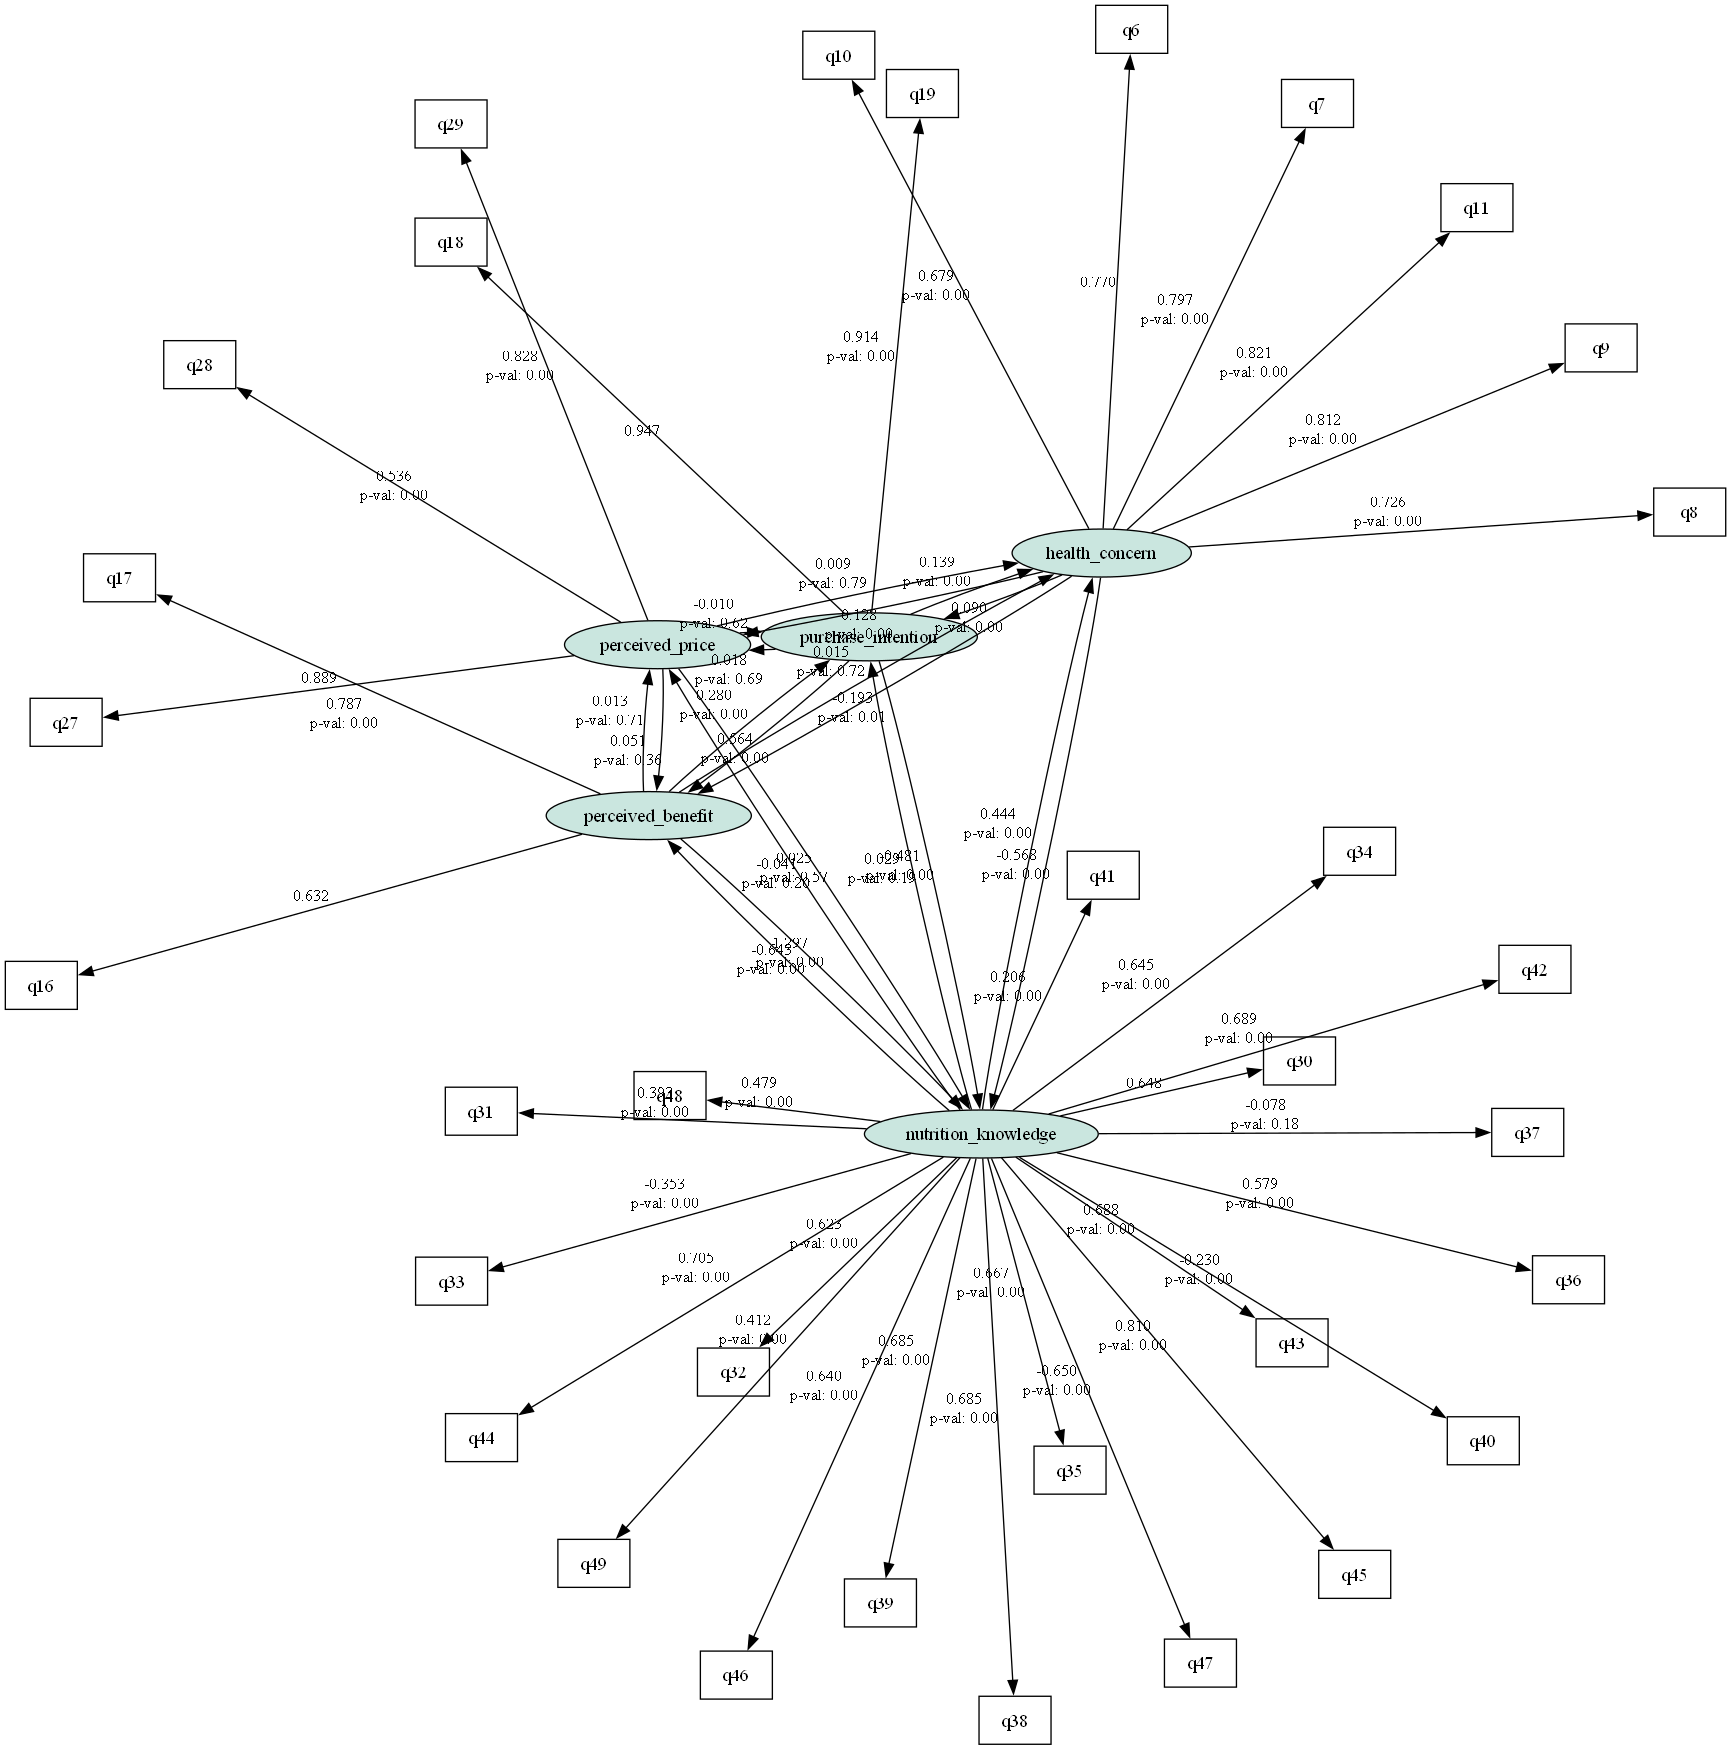 q6
q10
q19
q7
q29
q11
q18
0.679
p-val: 0.00
0.770
0.797
p-val: 0.00
0.914
p-val: 0.00
q9
0.821
p-val: 0.00
0.828
p-val: 0.00
q28
0.947
0.812
p-val: 0.00
0.536
p-val: 0.00
0.726
p-val: 0.00
q8
health_concern
0.009
p-val: 0.79
0.139
p-val: 0.00
q17
-0.010
p-val: 0.62
0.128
p-val: 0.00
0.090
p-val: 0.00
perceived_price
purchase_intention
0.018
p-val: 0.69
0.015
p-val: 0.72
0.889
0.787
p-val: 0.00
q27
0.013
p-val: 0.71
0.280
p-val: 0.00
-0.193
p-val: 0.01
0.051
p-val: 0.36
0.564
p-val: 0.00
perceived_benefit
0.444
p-val: 0.00
q34
0.025
p-val: 0.57
-0.041
p-val: 0.20
0.029
-0.481
p-val: 0.00
-0.568
p-val: 0.00
q41
0.632
-0.643
p-val: 0.00
p-val: 0.00
0.206
p-val: 0.00
0.645
p-val: 0.00
q42
q16
0.689
p-val: 0.00
q30
q31
0.393
p-val: 0.00
q48
0.479
p-val: 0.00
0.648
-0.078
p-val: 0.18
q37
nutrition_knowledge
-0.353
p-val: 0.00
0.579
p-val: 0.00
0.623
p-val: 0.00
0.688
p-val: 0.00
0.705
p-val: 0.00
0.667
p-val: 0.00
-0.230
p-val: 0.00
q33
q36
0.412
p-val: 0.00
0.685
p-val: 0.00
0.810
p-val: 0.00
q43
q32
0.640
p-val: 0.00
0.685
p-val: 0.00
-0.650
p-val: 0.00
q44
q35
q40
q49
q39
q45
q46
q47
q38